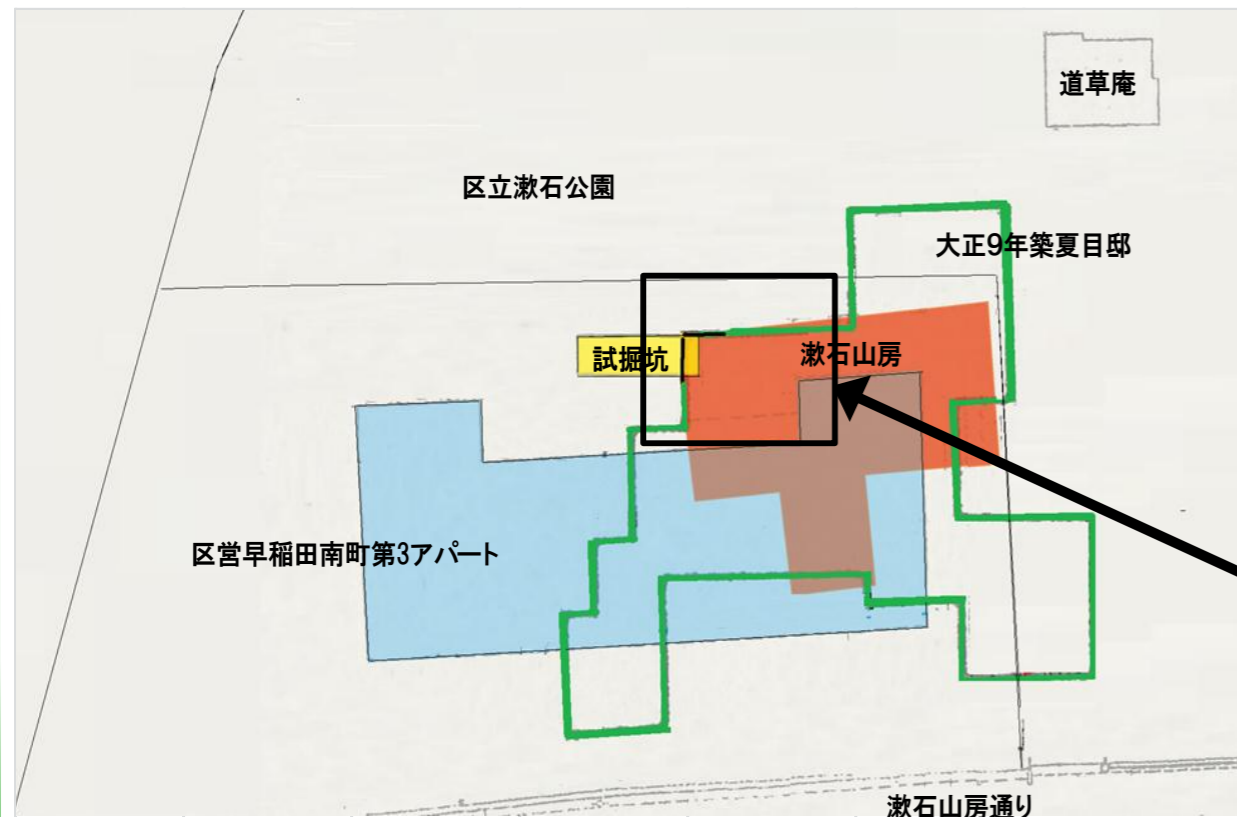 道草庵
区立漱石公園
大正9年築夏目邸
試掘坑
漱石山房
区営早稲田南町第3アパート
漱石山房通り